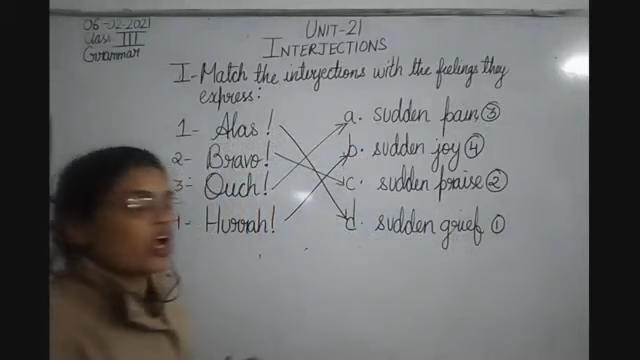 06-02-2021
Class III
Grammar
UNIT-21
INTERJECTIONS
I-Match the interjections with the feelings they
express:
1- Alas! a. sudden pain ③
2- Bravo! b. sudden joy ④
3- Ouch! c. sudden praise ②
4- Hurrah! d. sudden grief ①